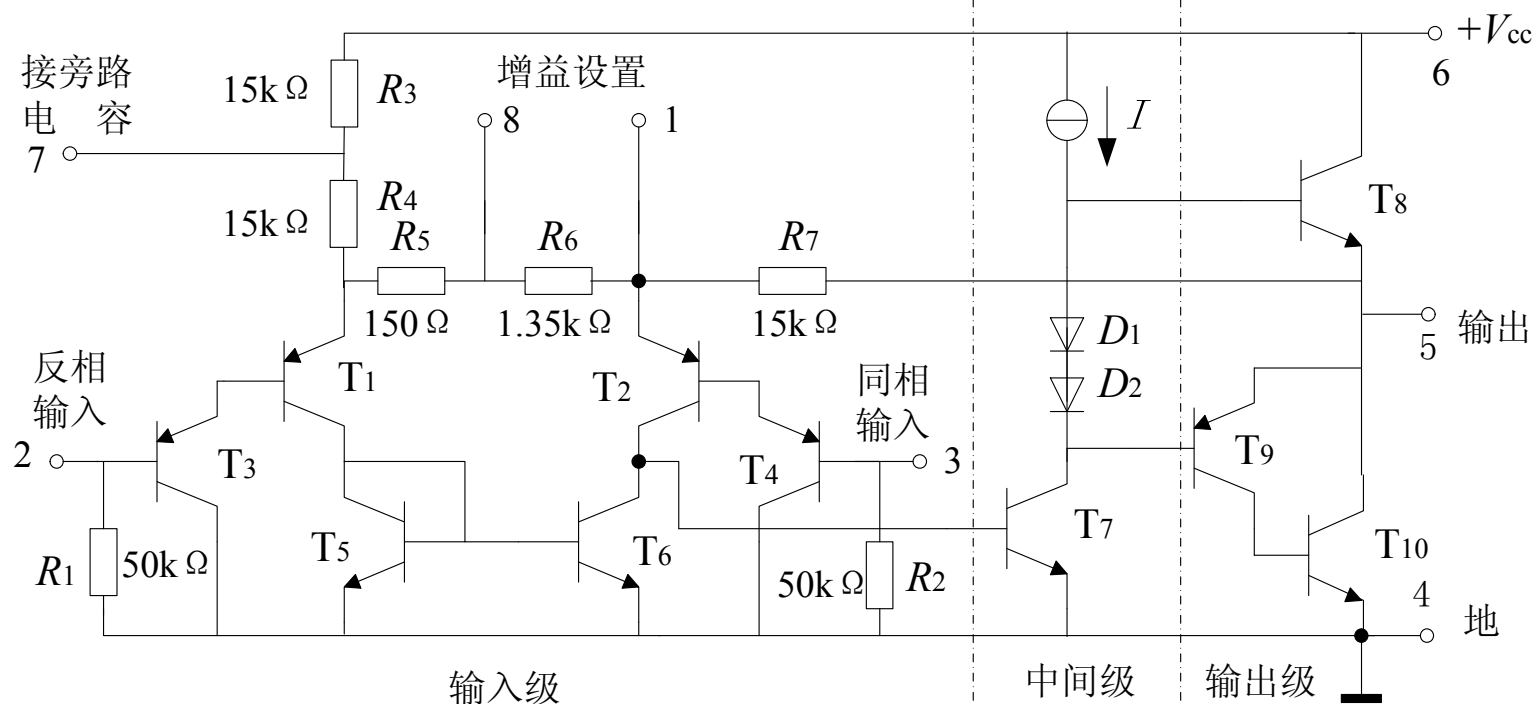 +Vcc
6
接旁路
电 容
7
15kΩ
R3
增益设置
8
1
I
15kΩ
R4
R5
R6
R7
T8
150Ω
1.35kΩ
15kΩ
D1
5
输出
反相
输入
2
T1
T2
同相
输入
3
D2
T3
T4
T9
R1
50kΩ
T5
T6
50kΩ
R2
T7
T10
4
地
输入级
中间级
输出级